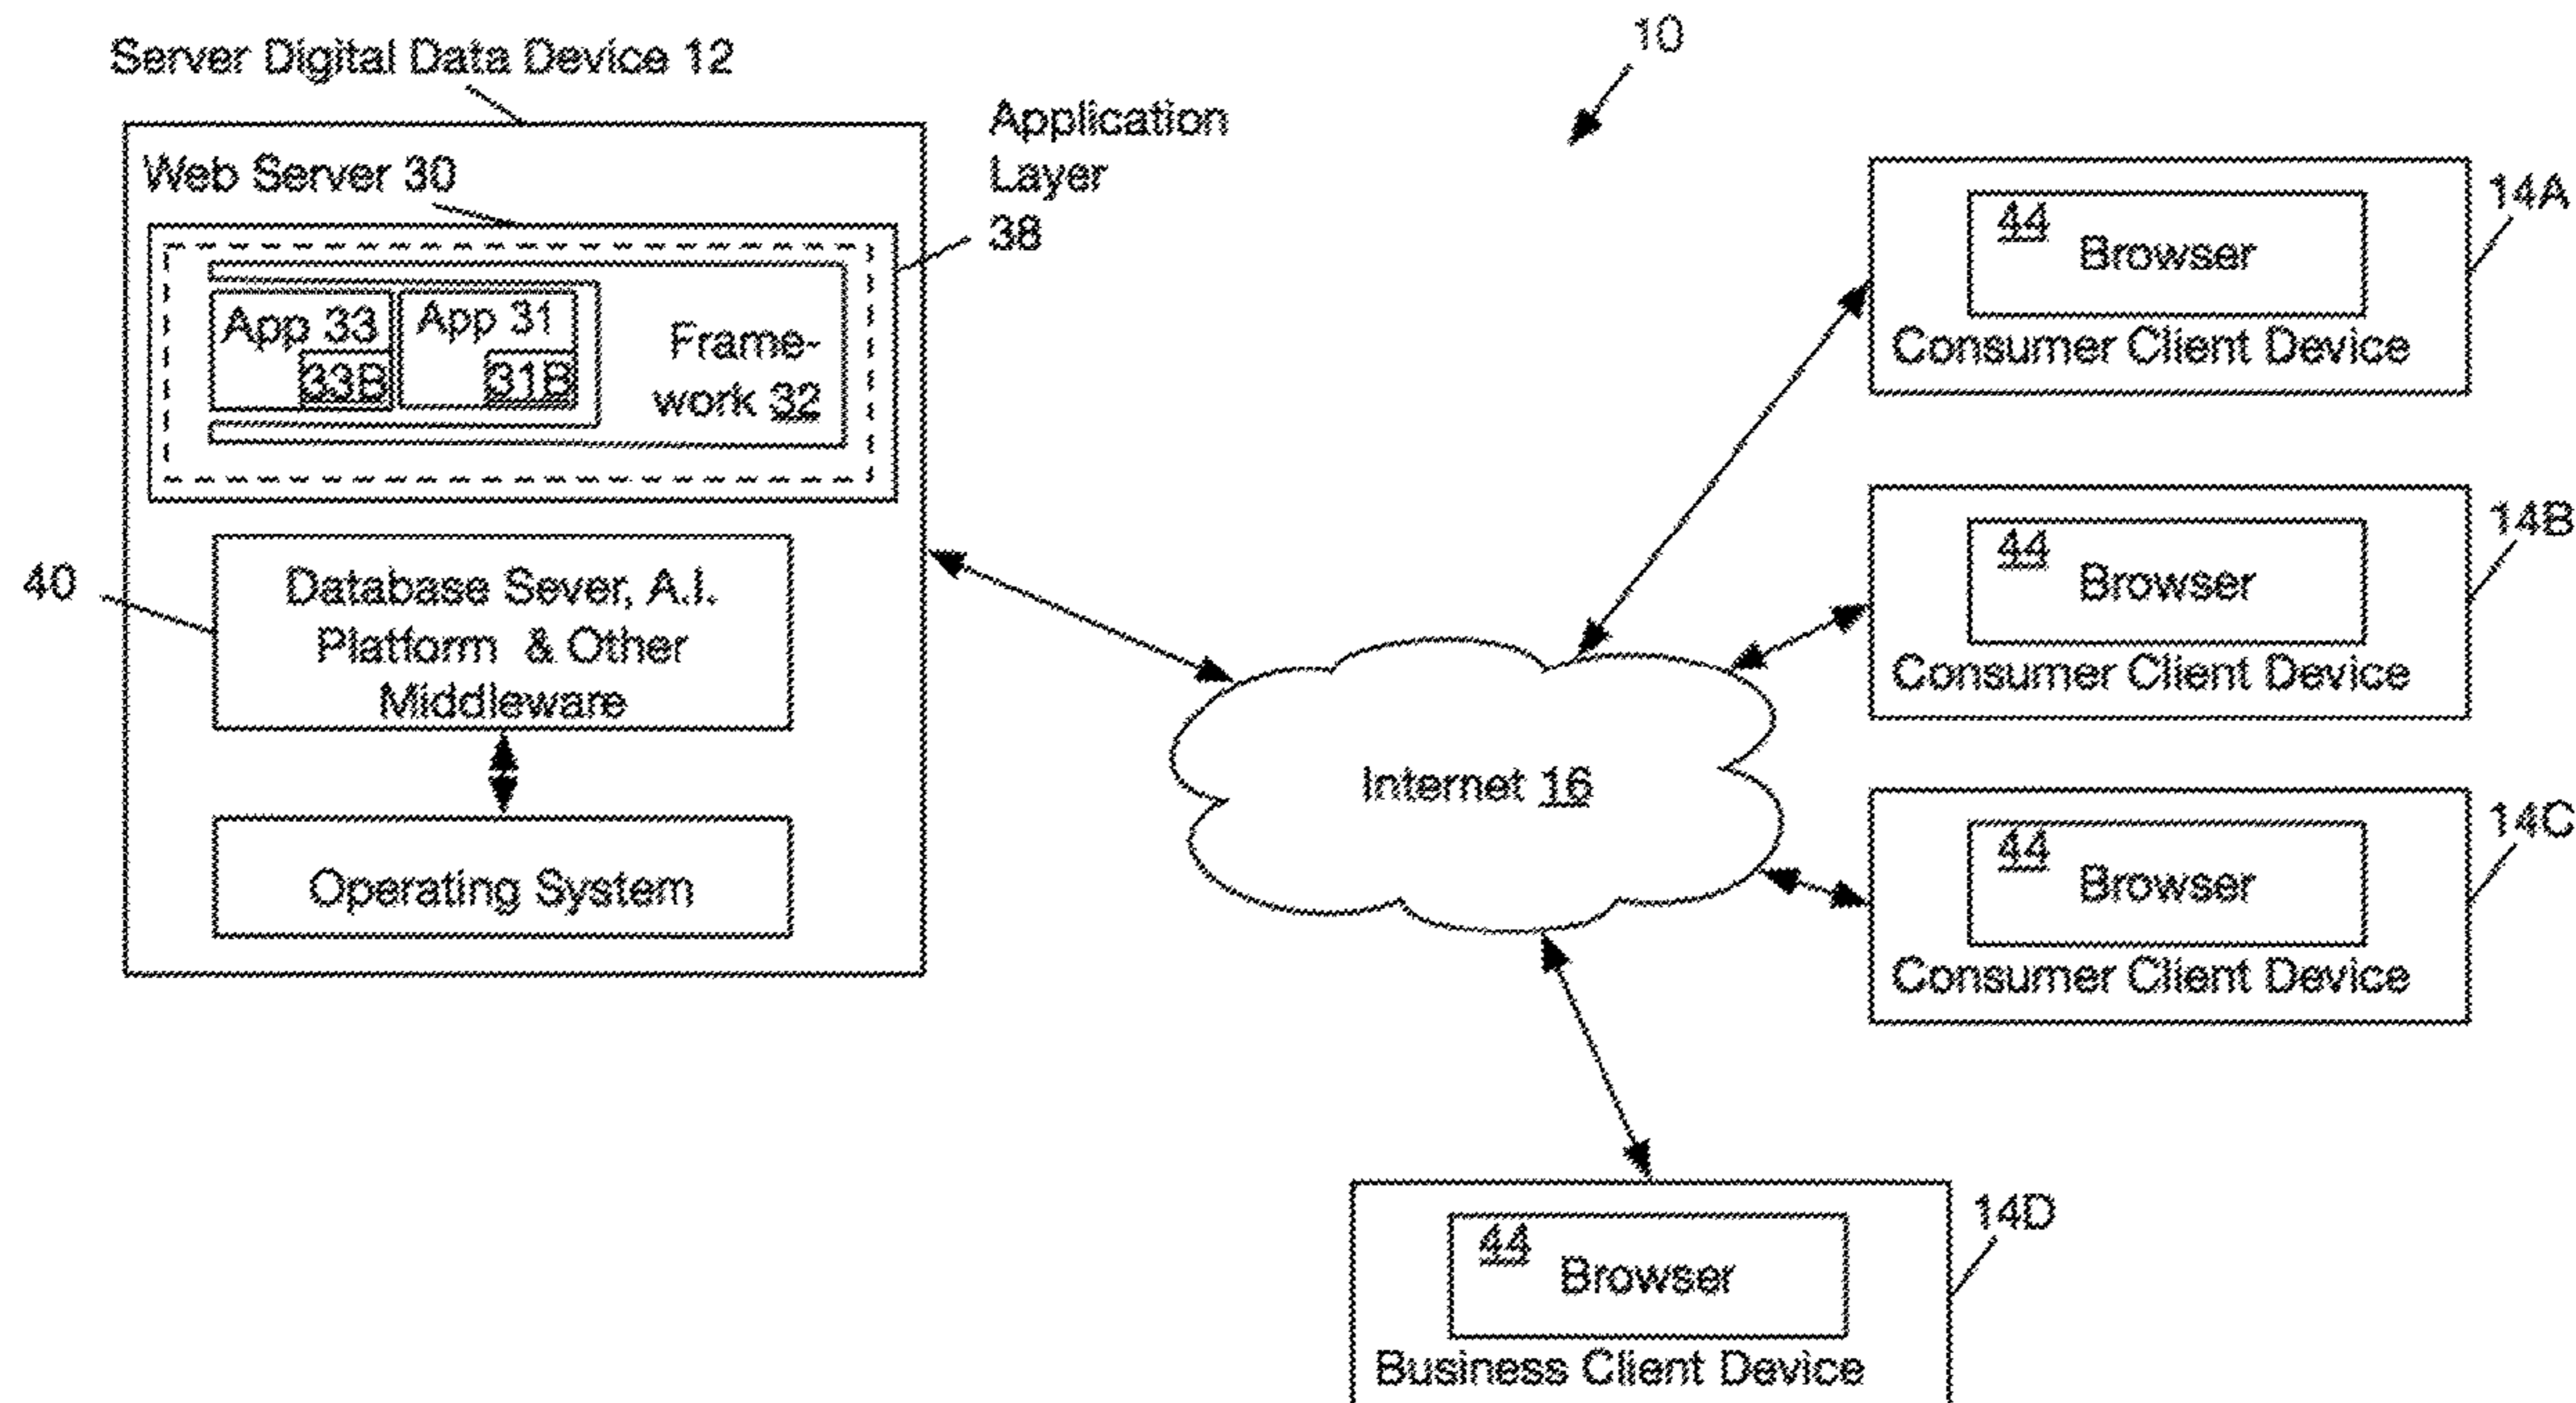 Server Digital Data Device 12
10
Application
Layer
38
Web Server 30
App 33
33B
App 31
31B
Frame-
work 32
40
Database Sever, A.I.
Platform & Other
Middleware
Operating System
Internet 16
44
Browser
Consumer Client Device
14A
44
Browser
Consumer Client Device
14B
44
Browser
Consumer Client Device
14C
44
Browser
Business Client Device
14D